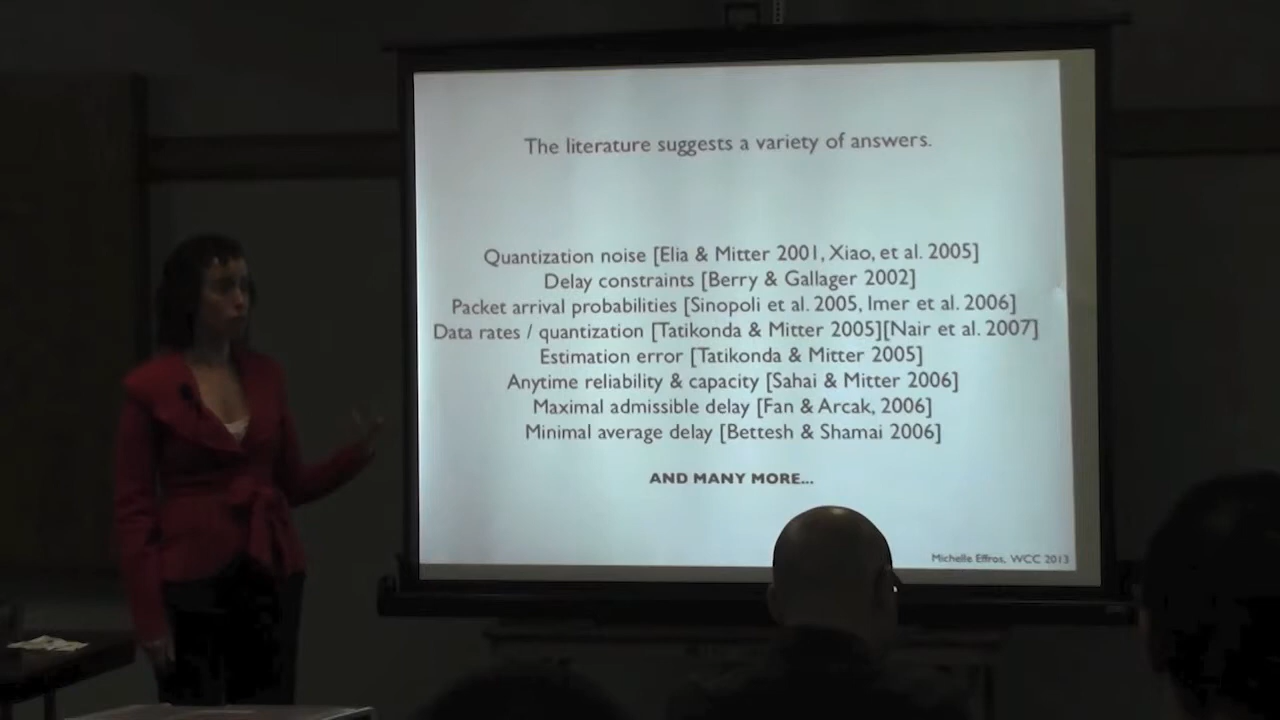 The literature suggests a variety of answers.
Quantization noise [Elia & Mitter 2001, Xiao, et al. 2005]
Delay constraints [Berry & Gallager 2002]
Packet arrival probabilities [Sinopoli et al. 2005, Imer et al. 2006]
Data rates / quantization [Tatikonda & Mitter 2005][Nair et al. 2007]
Estimation error [Tatikonda & Mitter 2005]
Anytime reliability & capacity [Sahai & Mitter 2006]
Maximal admissible delay [Fan & Arcak, 2006]
Minimal average delay [Bettesh & Shamai 2006]
AND MANY MORE...
Michelle Effros, WCC 2013